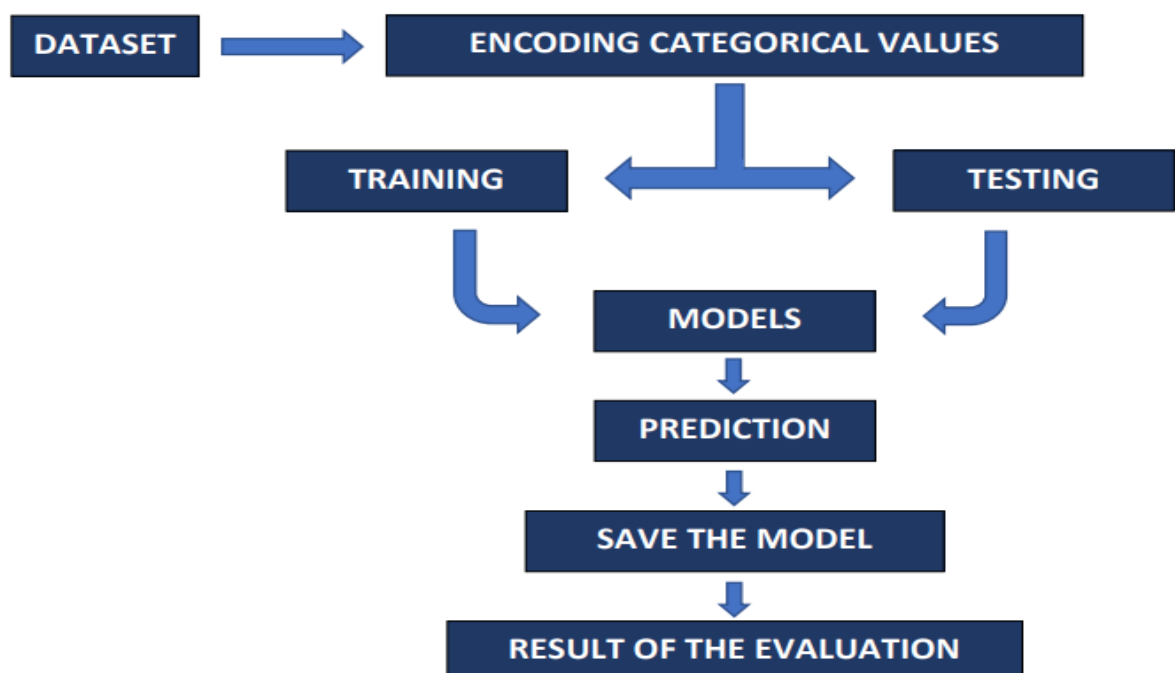 DATASET
ENCODING CATEGORICAL VALUES
TRAINING
TESTING
MODELS
PREDICTION
SAVE THE MODEL
RESULT OF THE EVALUATION